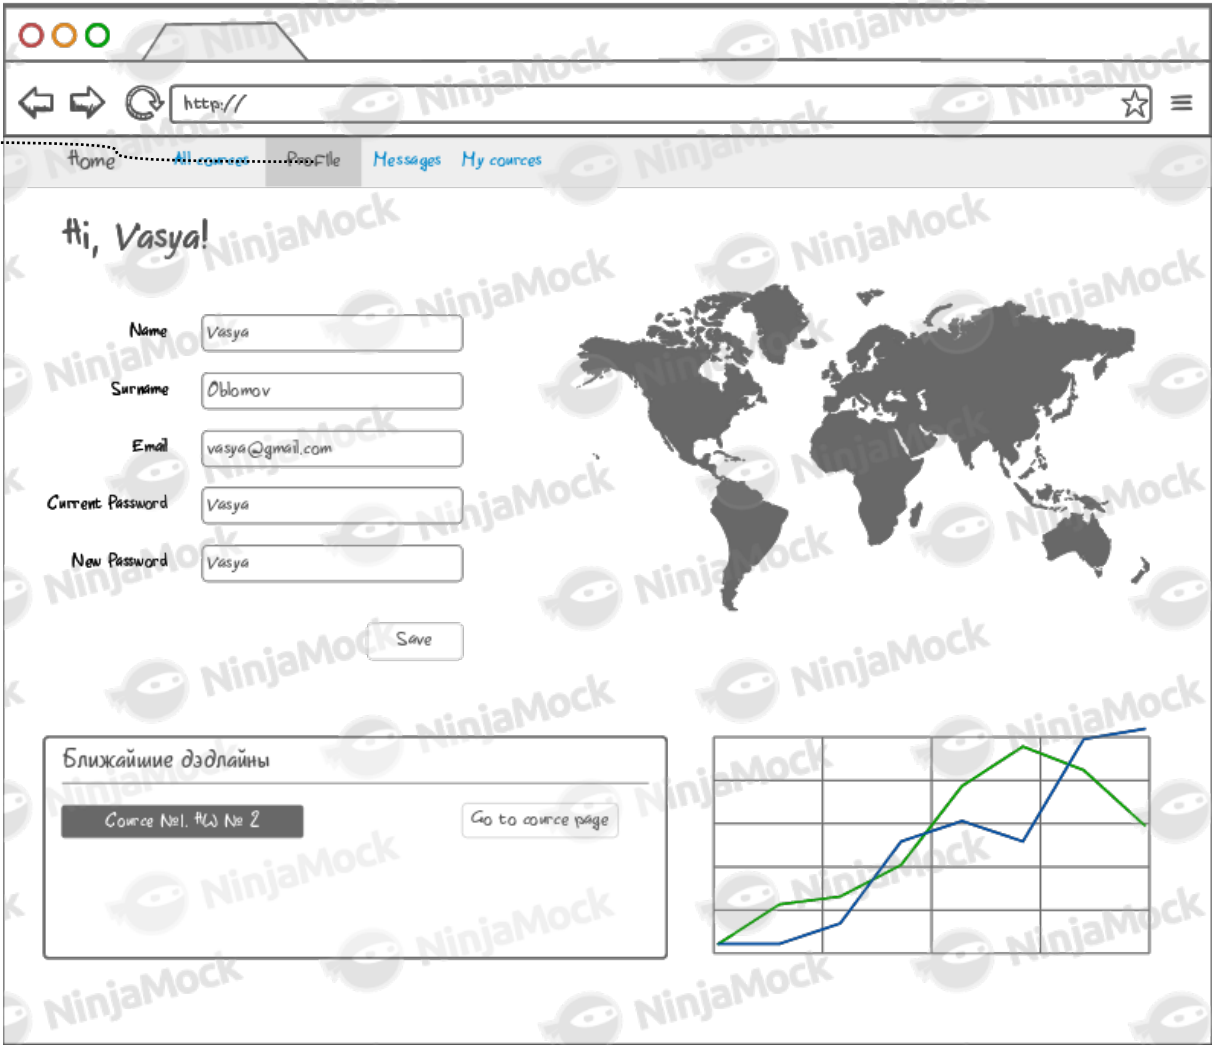 http://
Home All cources Profile Messages My cources
Hi, Vasya!
Name Vasya
Surname Oblomov
Email vasya@gmail.com
Current Password Vasya
New Password Vasya
Save
Ближайшие дэдлайны
Cource №1. HW № 2 Go to cource page
NinjaMock